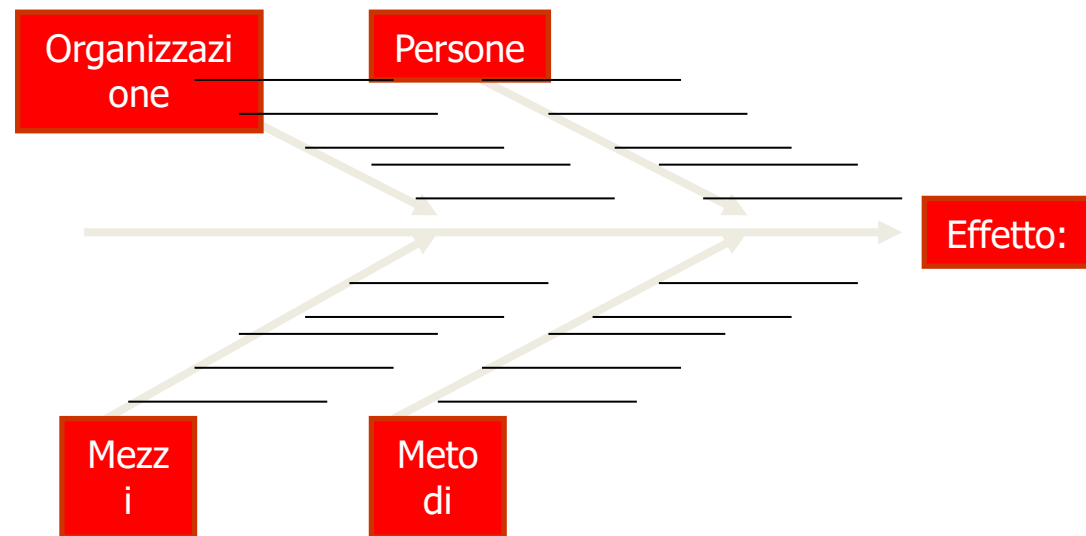 Organizzazi
one
Persone
Effetto:
Mezz
i
Meto
di